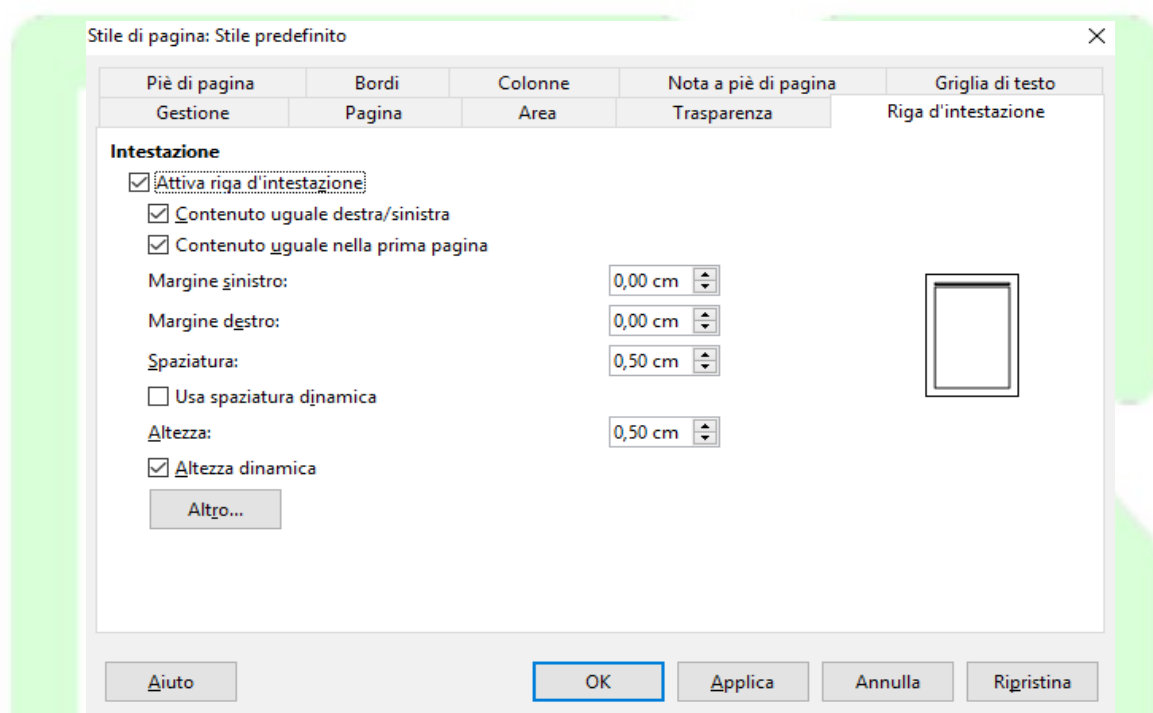 Stile di pagina: Stile predefinito
Piè di pagina Bordi Colonne Nota a piè di pagina Griglia di testo
Gestione Pagina Area Trasparenza Riga d'intestazione
Intestazione
Attiva riga d'intestazione
Contenuto uguale destra/sinistra
Contenuto uguale nella prima pagina
Margine sinistro: 0,00 cm
Margine destro: 0,00 cm
Spaziatura: 0,50 cm
Usa spaziatura dinamica
Altezza: 0,50 cm
Altezza dinamica
Altro...
Aiuto OK Applica Annulla Ripristina